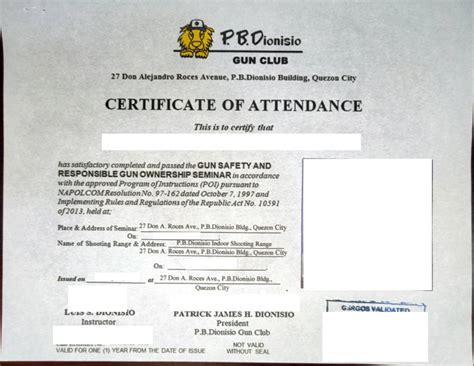 P.B.Dionisio
GUN CLUB
27 Don Alejandro Roces Avenue, P.B.Dionisio Building, Quezon City
CERTIFICATE OF ATTENDANCE
This is to certify that
has satisfactory completed and passed the GUN SAFETY AND
RESPONSIBLE GUN OWNERSHIP SEMINAR in accordance
with the approved Program of Instructions (POI) pursuant to
NAPOLCOM Resolution No. 97-162 dated October 7, 1997 and
Implementing Rules and Regulations of the Republic Act No. 10591
of 2013, held at:
Place & Address of Seminar: 27 Don A. Roces Ave., P.B.Dionisio Bldg., Quezon City
On
Name of Shooting Range & Address: P.B.Dionisio Indoor Shooting Range
27 Don A. Roces Ave., P.B.Dionisio Bldg., Quezon City
Issued on at 27 Don A. Roces Ave., P.B.Dionisio Bldg.,
Quezon City
LUIS S. DIONISIO
Instructor
PATRICK JAMES H. DIONISIO
President
P.B.Dionisio Gun Club
VALIDATED
NOT VALID
VALID FOR ONE (1) YEAR FROM THE DATE OF ISSUE WITHOUT SEAL